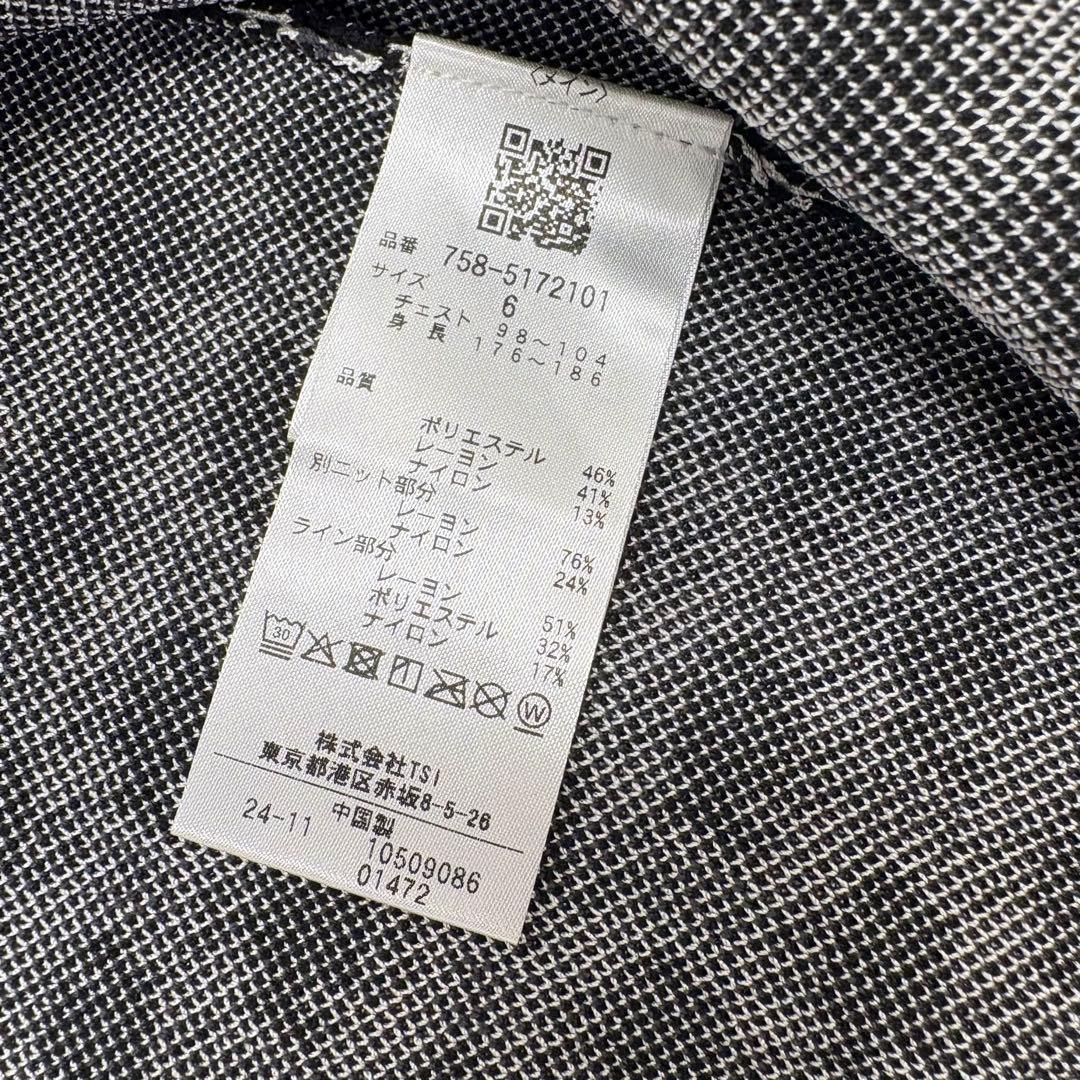 〈メイン〉
品番 758-5172101
サイズ 6
チェスト 98～104
身長 176～186
品質
ポリエステル 46%
レーヨン 41%
ナイロン 13%
別ニット部分
レーヨン 76%
ナイロン 24%
ライン部分
レーヨン 51%
ポリエステル 32%
ナイロン 17%
30
W
株式会社TSI
東京都港区赤坂8-5-26
中国製
24-11 10509086
01472